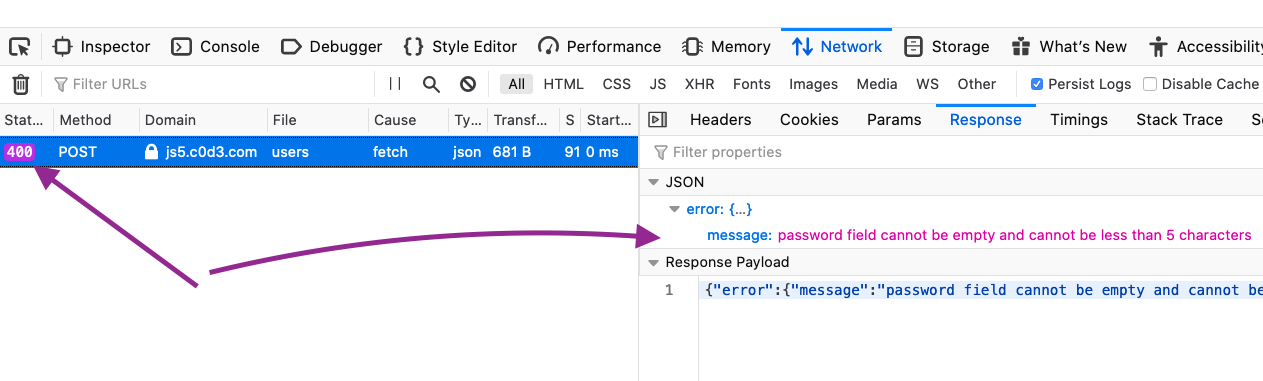 Inspector Console Debugger {} Style Editor Performance Memory Network Storage What's New Accessibility
Filter URLs All HTML CSS JS XHR Fonts Images Media WS Other Persist Logs Disable Cache
Stat… Method Domain File Cause Ty… Transf… S Start… Headers Cookies Params Response Timings Stack Trace
400 POST js5.c0d3.com users fetch json 681 B 91 0 ms Filter properties
JSON
error: {…}
message: password field cannot be empty and cannot be less than 5 characters
Response Payload
1 {"error":{"message":"password field cannot be empty and cannot be